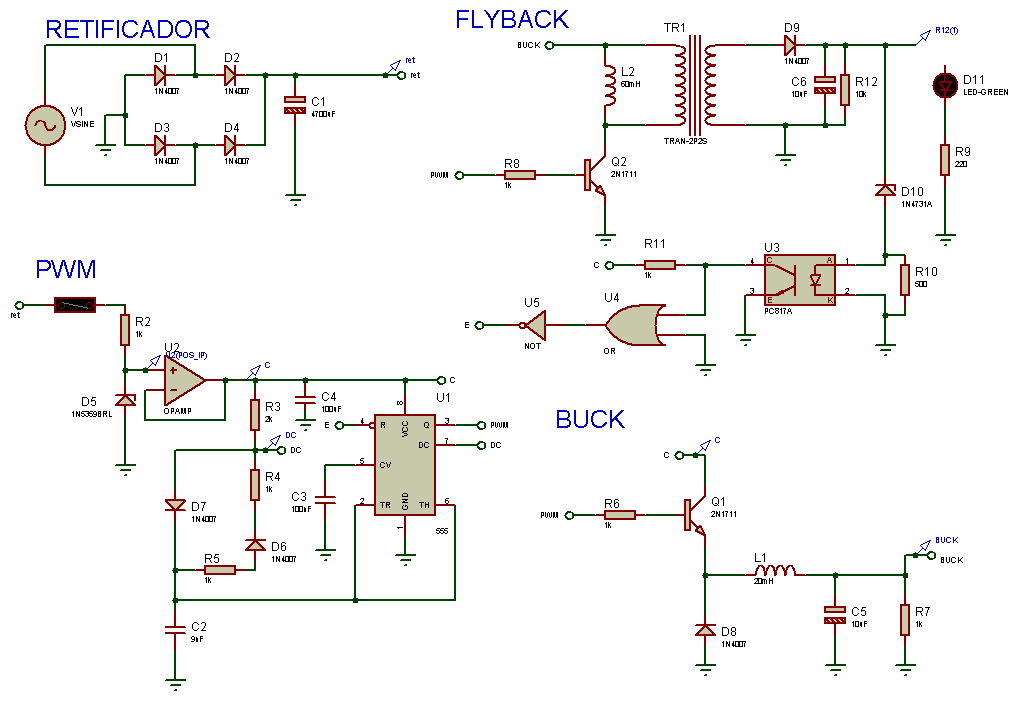 RETIFICADOR
D1
1N4007
D2
1N4007
ret
ret
V1
VSINE
C1
4700uF
D3
1N4007
D4
1N4007
FLYBACK
BUCK
TR1
TRAN-2P2S
L2
60mH
D9
1N4007
R12(1)
C6
10uF
R12
10k
D11
LED-GREEN
PWM
R8
1k
Q2
2N1711
R9
220
D10
1N4731A
R11
1k
C
U3
4
C
A
1
3
E
K
2
PC817A
R10
500
U5
NOT
E
U4
OR
PWM
ret
R2
1k
U2
U2(POS_IP)
OPAMP
D5
1N5359BRL
C
C
R3
2k
C4
100uF
U1
E
4
R
8
VCC
Q
3
PWM
DC
7
DC
5
CV
2
TR
GND
1
TH
6
555
DC
DC
D7
1N4007
R4
1k
C3
100uF
D6
1N4007
R5
1k
C2
9uF
BUCK
C
C
PWM
R6
1k
Q1
2N1711
L1
20mH
BUCK
BUCK
D8
1N4007
C5
10uF
R7
1k